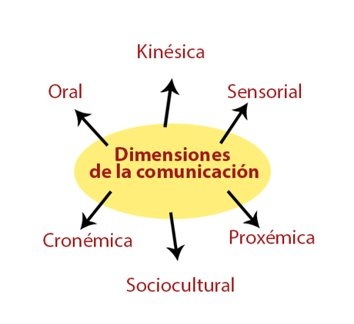 Kinésica
Oral
Sensorial
Dimensiones
de la comunicación
Cronémica
Proxémica
Sociocultural